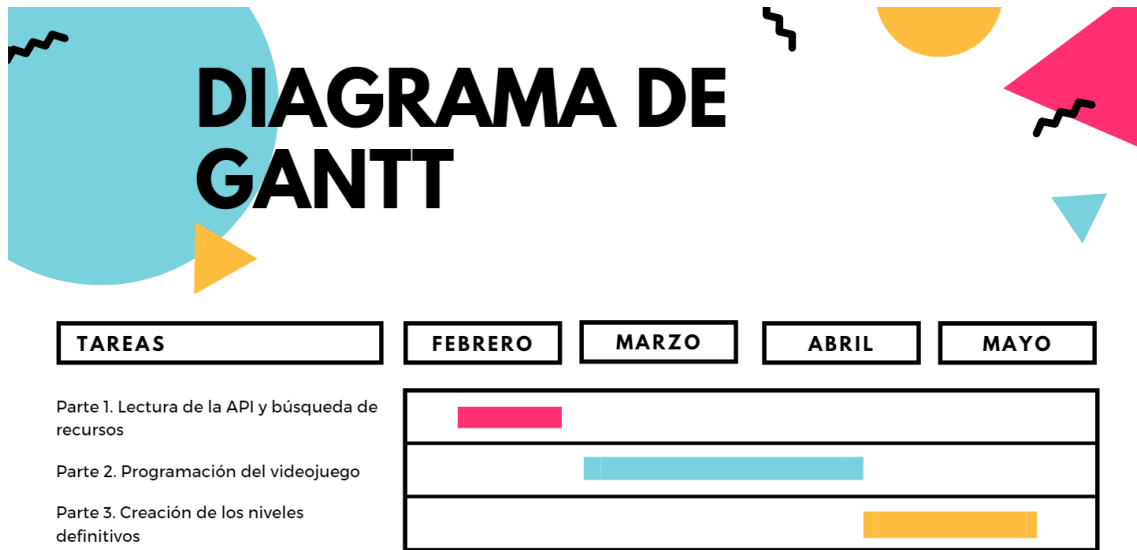 DIAGRAMA DE
GANTT
TAREAS
FEBRERO
MARZO
ABRIL
MAYO
Parte 1. Lectura de la API y búsqueda de
recursos
Parte 2. Programación del videojuego
Parte 3. Creación de los niveles
definitivos